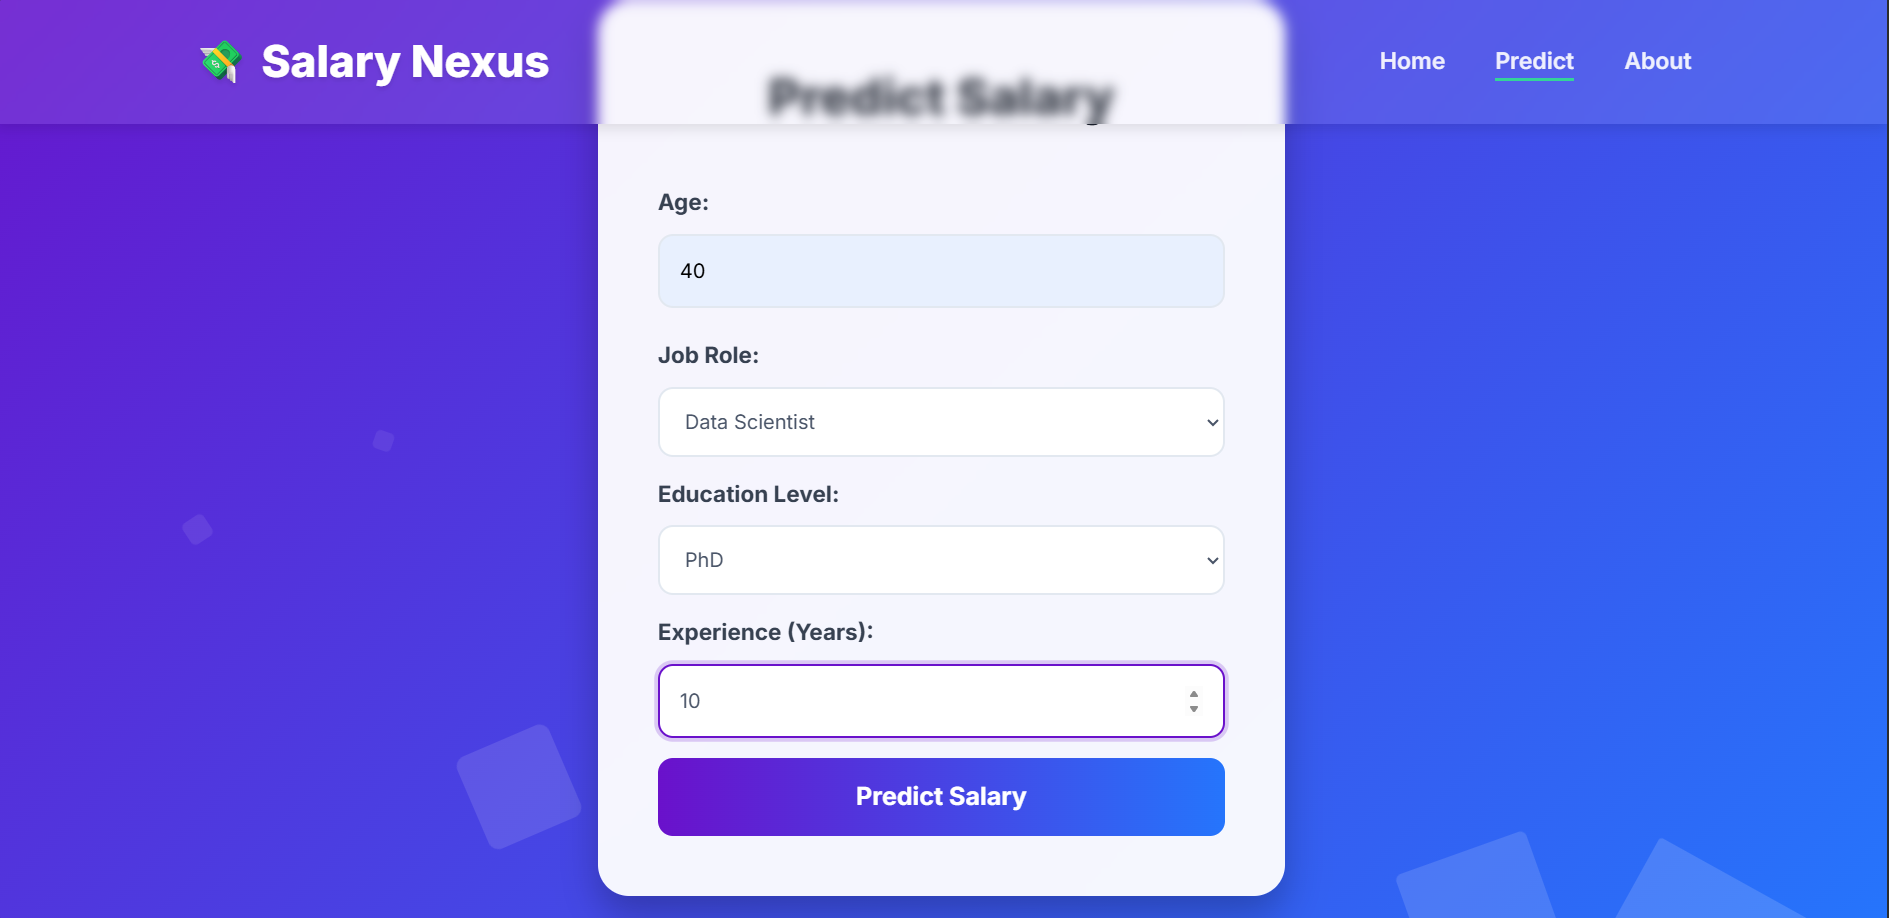 Salary Nexus
Home
Predict
About
Predict Salary
Age:
40
Job Role:
Data Scientist
Education Level:
PhD
Experience (Years):
10
Predict Salary